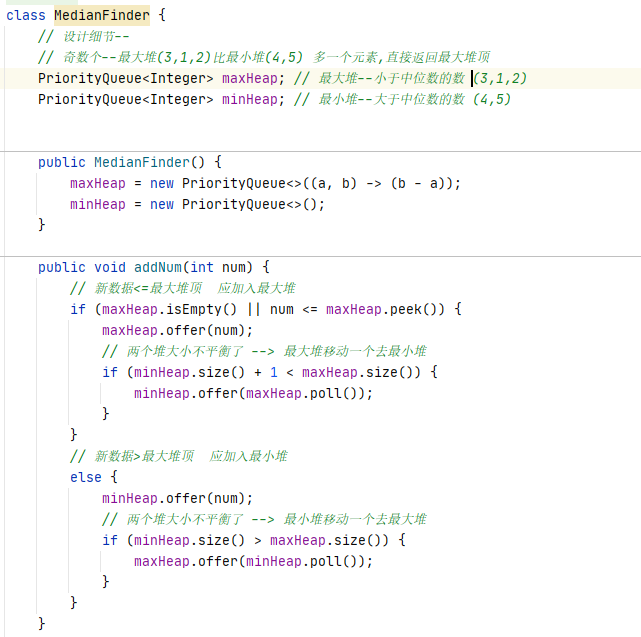 class MedianFinder {
    // 设计细节--
    // 奇数个--最大堆(3,1,2)比最小堆(4,5) 多一个元素,直接返回最大堆顶
    PriorityQueue<Integer> maxHeap; // 最大堆--小于中位数的数 (3,1,2)
    PriorityQueue<Integer> minHeap; // 最小堆--大于中位数的数 (4,5)
    public MedianFinder() {
        maxHeap = new PriorityQueue<>((a, b) -> (b - a));
        minHeap = new PriorityQueue<>();
    }
    public void addNum(int num) {
        // 新数据<=最大堆顶  应加入最大堆
        if (maxHeap.isEmpty() || num <= maxHeap.peek()) {
            maxHeap.offer(num);
            // 两个堆大小不平衡了 --> 最大堆移动一个去最小堆
            if (minHeap.size() + 1 < maxHeap.size()) {
                minHeap.offer(maxHeap.poll());
            }
        }
        // 新数据>最大堆顶  应加入最小堆
        else {
            minHeap.offer(num);
            // 两个堆大小不平衡了 --> 最小堆移动一个去最大堆
            if (minHeap.size() > maxHeap.size()) {
                maxHeap.offer(minHeap.poll());
            }
        }
    }